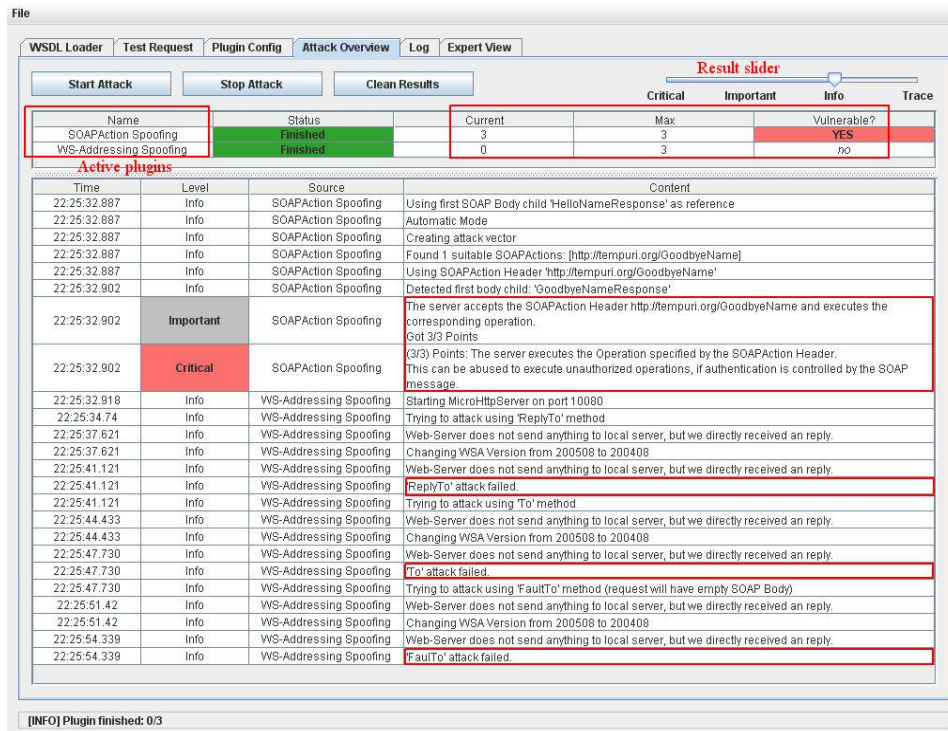 File
WSDL Loader Test Request Plugin Config Attack Overview Log Expert View
Result slider
Start Attack Stop Attack Clean Results
Critical Important Info Trace
Name Status Current Max Vulnerable?
SOAPAction Spoofing Finished 3 3 YES
WS-Addressing Spoofing Finished 0 3 no
Active plugins
Time Level Source Content
22:25:32.887 Info SOAPAction Spoofing Using first SOAP Body child 'HelloNameResponse' as reference
22:25:32.887 Info SOAPAction Spoofing Automatic Mode
22:25:32.887 Info SOAPAction Spoofing Creating attack vector
22:25:32.887 Info SOAPAction Spoofing Found 1 suitable SOAPActions: [http://tempuri.org/GoodbyeName]
22:25:32.887 Info SOAPAction Spoofing Using SOAPAction Header 'http://tempuri.org/GoodbyeName'
22:25:32.902 Info SOAPAction Spoofing Detected first body child: 'GoodbyeNameResponse'
The server accepts the SOAPAction Header http://tempuri.org/GoodbyeName and executes the
22:25:32.902 Important SOAPAction Spoofing corresponding operation.
Got 3/3 Points
(3/3) Points: The server executes the Operation specified by the SOAPAction Header.
22:25:32.902 Critical SOAPAction Spoofing This can be abused to execute unauthorized operations, if authentication is controlled by the SOAP
message.
22:25:32.918 Info WS-Addressing Spoofing Starting MicroHttpServer on port 10080
22:25:34.74 Info WS-Addressing Spoofing Trying to attack using 'ReplyTo' method
22:25:37.621 Info WS-Addressing Spoofing Web-Server does not send anything to local server, but we directly received an reply.
22:25:37.621 Info WS-Addressing Spoofing Changing WSA Version from 200508 to 200408
22:25:41.121 Info WS-Addressing Spoofing Web-Server does not send anything to local server, but we directly received an reply.
22:25:41.121 Info WS-Addressing Spoofing 'ReplyTo' attack failed.
22:25:41.121 Info WS-Addressing Spoofing Trying to attack using 'To' method
22:25:44.433 Info WS-Addressing Spoofing Web-Server does not send anything to local server, but we directly received an reply.
22:25:44.433 Info WS-Addressing Spoofing Changing WSA Version from 200508 to 200408
22:25:47.730 Info WS-Addressing Spoofing Web-Server does not send anything to local server, but we directly received an reply.
22:25:47.730 Info WS-Addressing Spoofing 'To' attack failed.
22:25:47.730 Info WS-Addressing Spoofing Trying to attack using 'FaultTo' method (request will have empty SOAP Body)
22:25:51.42 Info WS-Addressing Spoofing Web-Server does not send anything to local server, but we directly received an reply.
22:25:51.42 Info WS-Addressing Spoofing Changing WSA Version from 200508 to 200408
22:25:54.339 Info WS-Addressing Spoofing Web-Server does not send anything to local server, but we directly received an reply.
22:25:54.339 Info WS-Addressing Spoofing 'FaulTo' attack failed.
[INFO] Plugin finished: 0/3